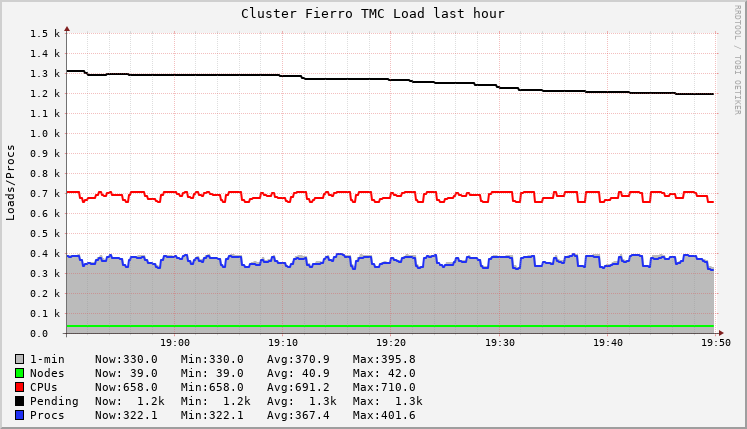 Cluster Fierro TMC Load last hour
RRDTOOL / TOBI OETIKER
Loads/Procs
1.5 k
1.4 k
1.3 k
1.2 k
1.1 k
1.0 k
0.9 k
0.8 k
0.7 k
0.6 k
0.5 k
0.4 k
0.3 k
0.2 k
0.1 k
0.0
19:00 19:10 19:20 19:30 19:40 19:50
1-min Now:330.0 Min:330.0 Avg:370.9 Max:395.8
Nodes Now: 39.0 Min: 39.0 Avg: 40.9 Max: 42.0
CPUs Now:658.0 Min:658.0 Avg:691.2 Max:710.0
Pending Now: 1.2k Min: 1.2k Avg: 1.3k Max: 1.3k
Procs Now:322.1 Min:322.1 Avg:367.4 Max:401.6